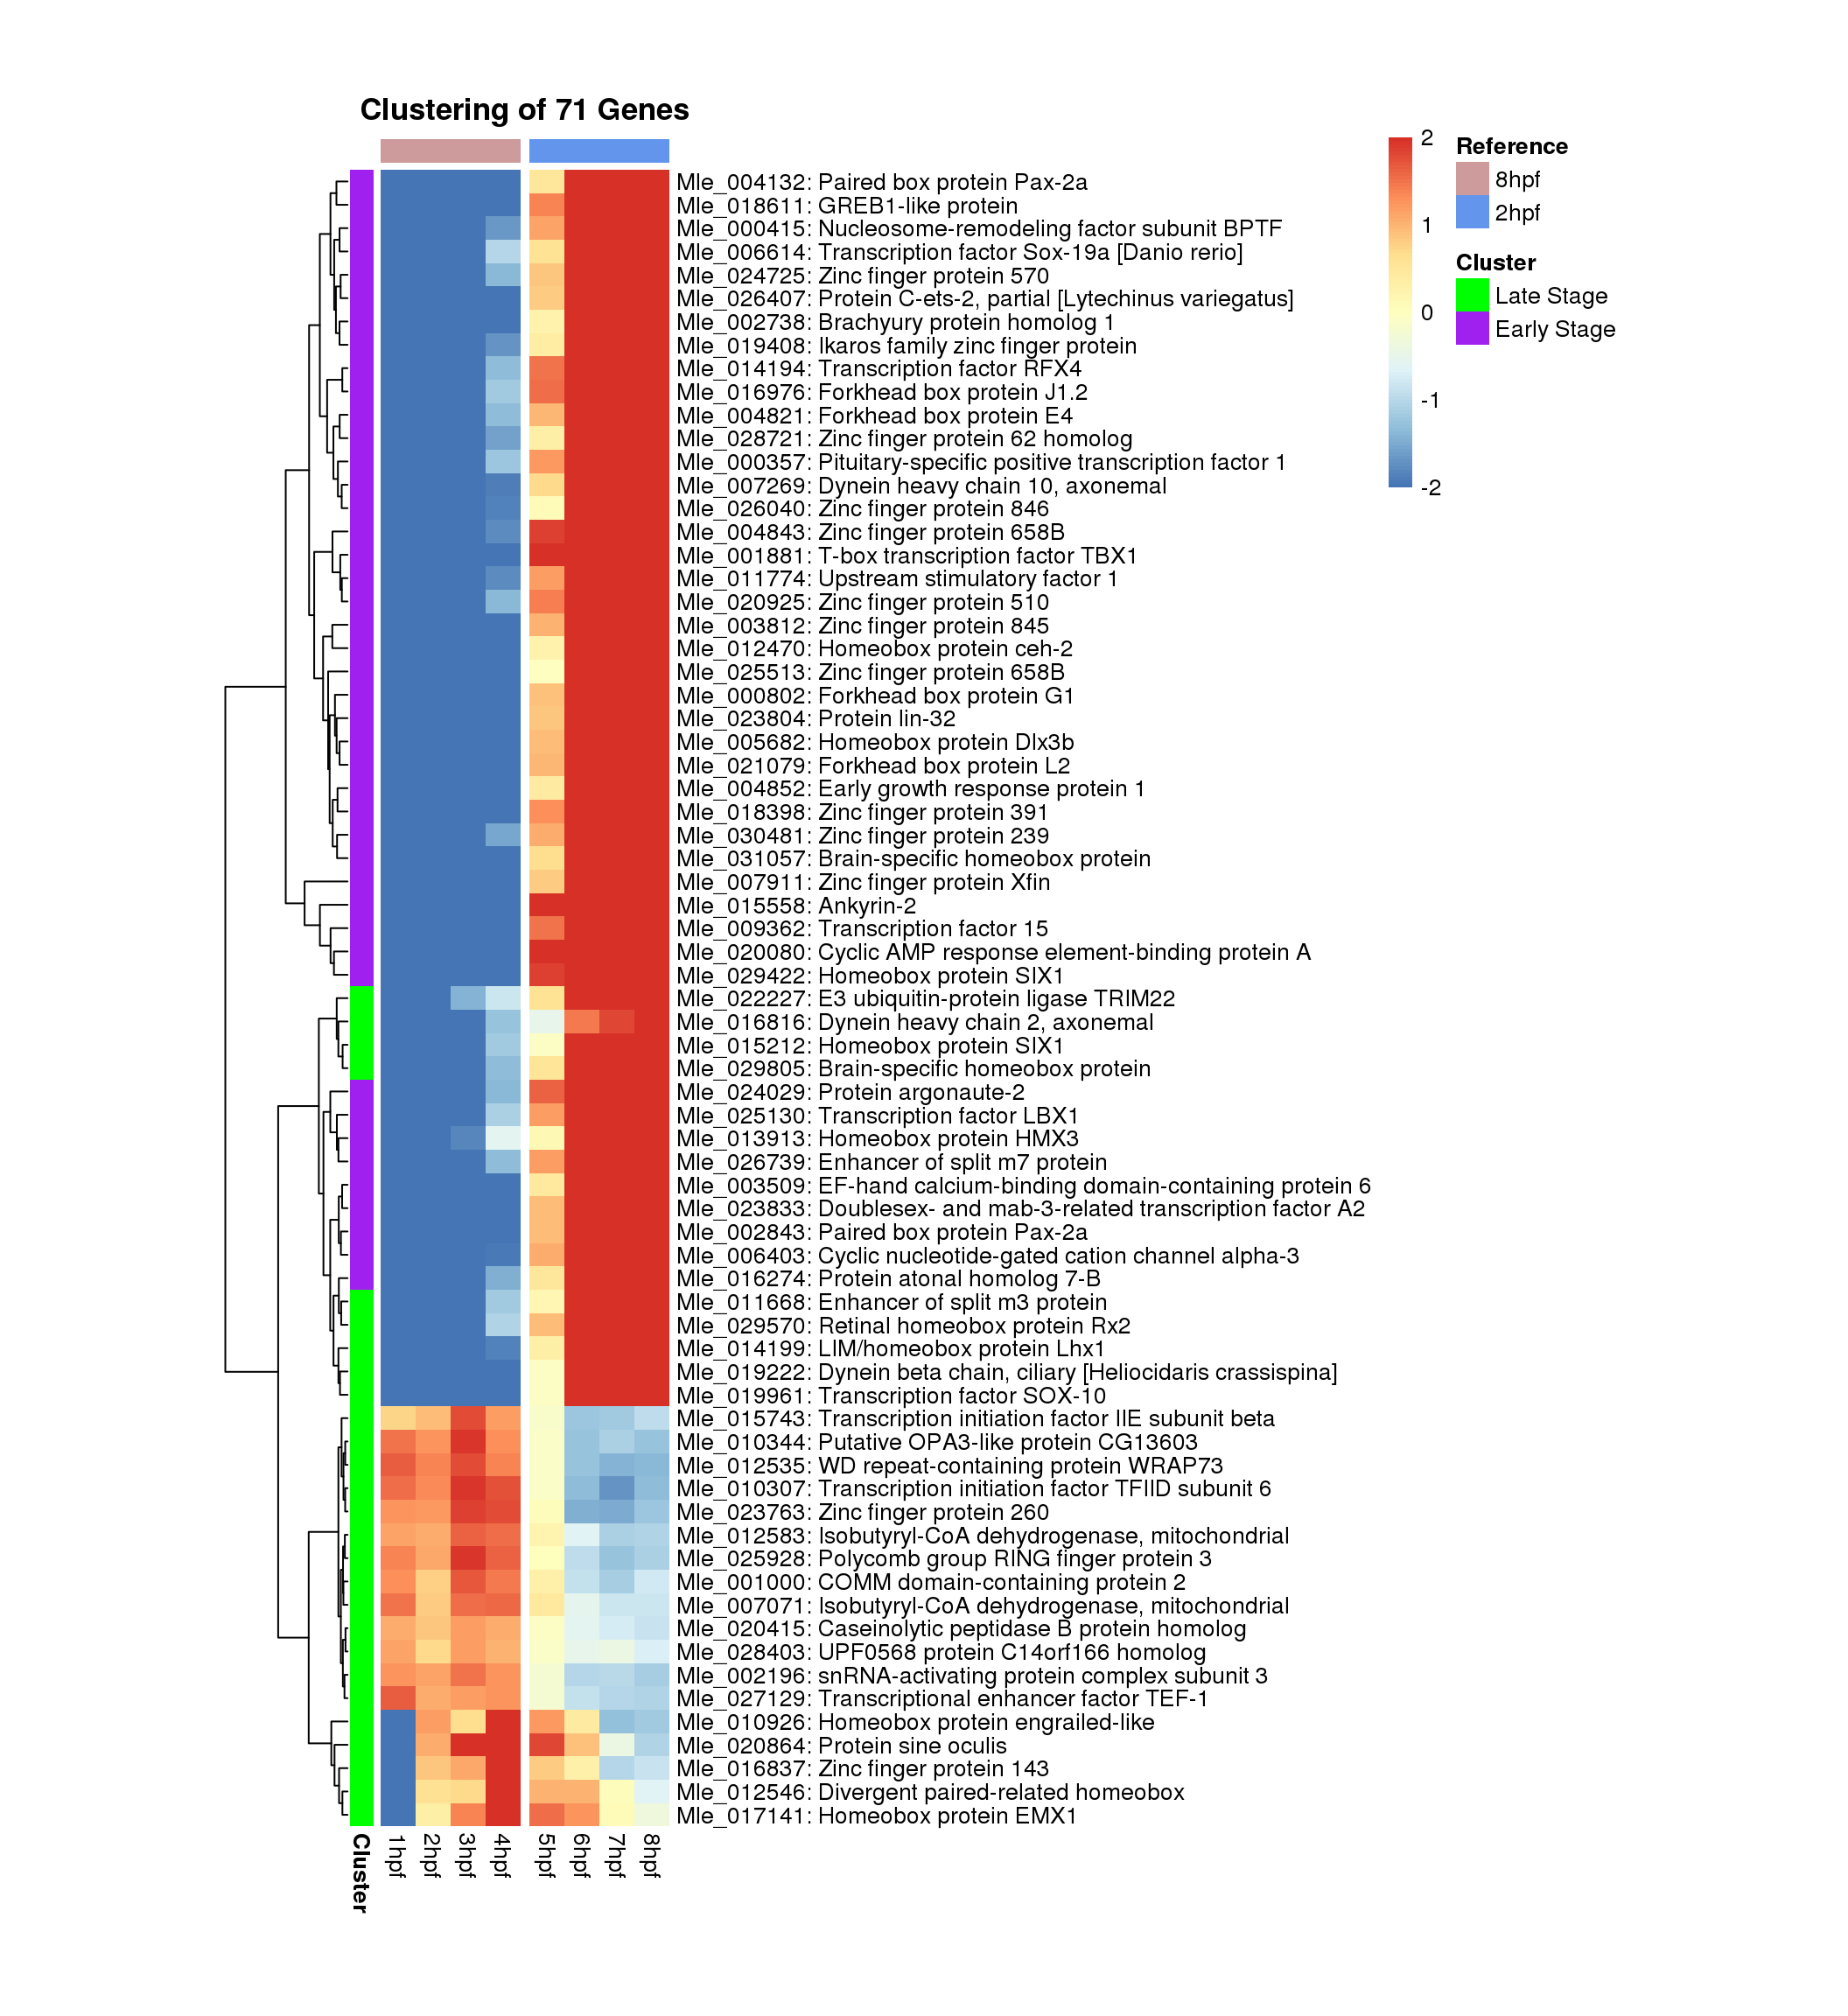 Clustering of 71 Genes
Mle_004132: Paired box protein Pax-2a
Mle_018611: GREB1-like protein
Mle_000415: Nucleosome-remodeling factor subunit BPTF
Mle_006614: Transcription factor Sox-19a [Danio rerio]
Mle_024725: Zinc finger protein 570
Mle_026407: Protein C-ets-2, partial [Lytechinus variegatus]
Mle_002738: Brachyury protein homolog 1
Mle_019408: Ikaros family zinc finger protein
Mle_014194: Transcription factor RFX4
Mle_016976: Forkhead box protein J1.2
Mle_004821: Forkhead box protein E4
Mle_028721: Zinc finger protein 62 homolog
Mle_000357: Pituitary-specific positive transcription factor 1
Mle_007269: Dynein heavy chain 10, axonemal
Mle_026040: Zinc finger protein 846
Mle_004843: Zinc finger protein 658B
Mle_001881: T-box transcription factor TBX1
Mle_011774: Upstream stimulatory factor 1
Mle_020925: Zinc finger protein 510
Mle_003812: Zinc finger protein 845
Mle_012470: Homeobox protein ceh-2
Mle_025513: Zinc finger protein 658B
Mle_000802: Forkhead box protein G1
Mle_023804: Protein lin-32
Mle_005682: Homeobox protein Dlx3b
Mle_021079: Forkhead box protein L2
Mle_004852: Early growth response protein 1
Mle_018398: Zinc finger protein 391
Mle_030481: Zinc finger protein 239
Mle_031057: Brain-specific homeobox protein
Mle_007911: Zinc finger protein Xfin
Mle_015558: Ankyrin-2
Mle_009362: Transcription factor 15
Mle_020080: Cyclic AMP response element-binding protein A
Mle_029422: Homeobox protein SIX1
Mle_022227: E3 ubiquitin-protein ligase TRIM22
Mle_016816: Dynein heavy chain 2, axonemal
Mle_015212: Homeobox protein SIX1
Mle_029805: Brain-specific homeobox protein
Mle_024029: Protein argonaute-2
Mle_025130: Transcription factor LBX1
Mle_013913: Homeobox protein HMX3
Mle_026739: Enhancer of split m7 protein
Mle_003509: EF-hand calcium-binding domain-containing protein 6
Mle_023833: Doublesex- and mab-3-related transcription factor A2
Mle_002843: Paired box protein Pax-2a
Mle_006403: Cyclic nucleotide-gated cation channel alpha-3
Mle_016274: Protein atonal homolog 7-B
Mle_011668: Enhancer of split m3 protein
Mle_029570: Retinal homeobox protein Rx2
Mle_014199: LIM/homeobox protein Lhx1
Mle_019222: Dynein beta chain, ciliary [Heliocidaris crassispina]
Mle_019961: Transcription factor SOX-10
Mle_015743: Transcription initiation factor IIE subunit beta
Mle_010344: Putative OPA3-like protein CG13603
Mle_012535: WD repeat-containing protein WRAP73
Mle_010307: Transcription initiation factor TFIID subunit 6
Mle_023763: Zinc finger protein 260
Mle_012583: Isobutyryl-CoA dehydrogenase, mitochondrial
Mle_025928: Polycomb group RING finger protein 3
Mle_001000: COMM domain-containing protein 2
Mle_007071: Isobutyryl-CoA dehydrogenase, mitochondrial
Mle_020415: Caseinolytic peptidase B protein homolog
Mle_028403: UPF0568 protein C14orf166 homolog
Mle_002196: snRNA-activating protein complex subunit 3
Mle_027129: Transcriptional enhancer factor TEF-1
Mle_010926: Homeobox protein engrailed-like
Mle_020864: Protein sine oculis
Mle_016837: Zinc finger protein 143
Mle_012546: Divergent paired-related homeobox
Mle_017141: Homeobox protein EMX1
Cluster
1hpf
2hpf
3hpf
4hpf
5hpf
6hpf
7hpf
8hpf
2
1
0
-1
-2
Reference
8hpf
2hpf
Cluster
Late Stage
Early Stage